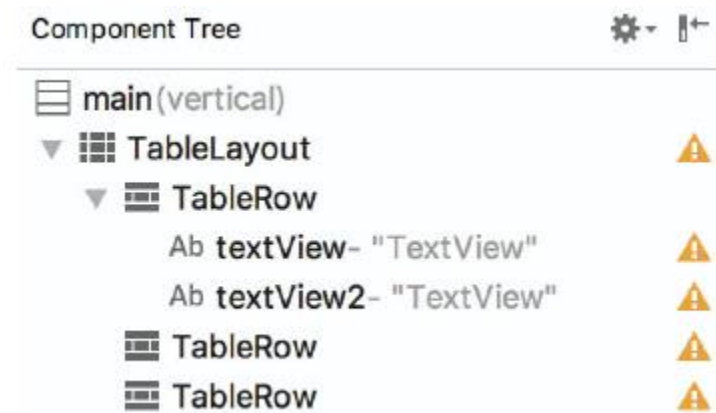 Component Tree
main(vertical)
TableLayout
TableRow
Ab textView- "TextView"
Ab textView2- "TextView"
TableRow
TableRow